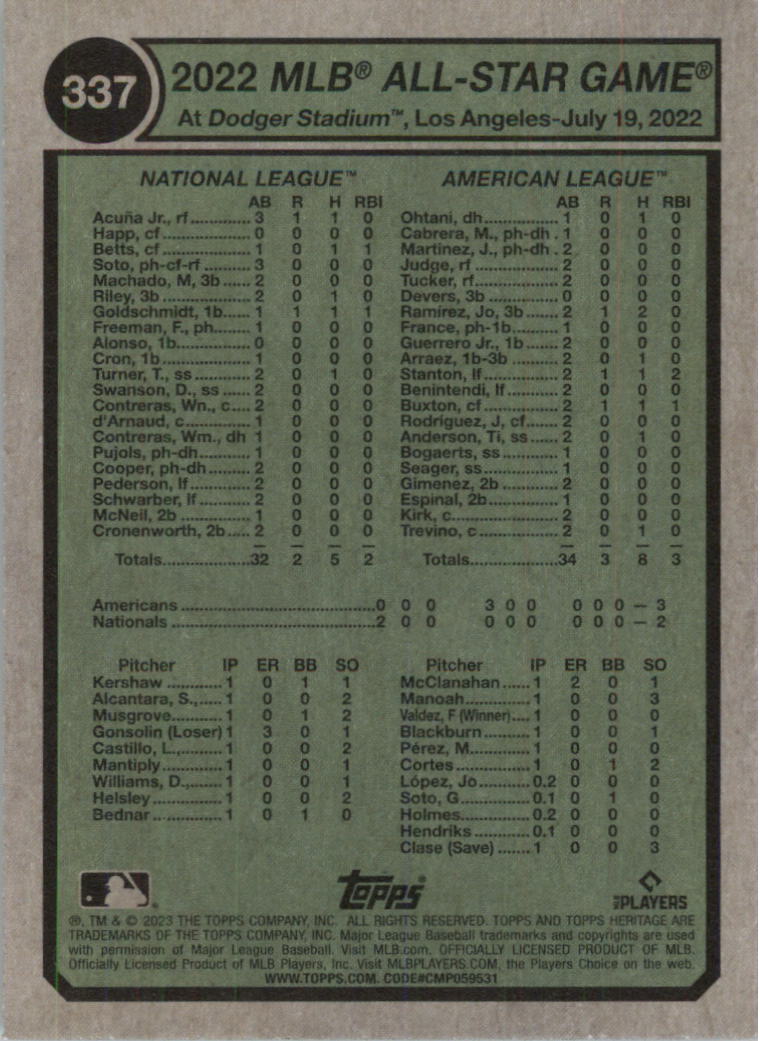 337
2022 MLB® ALL-STAR GAME®
At Dodger Stadium™, Los Angeles–July 19, 2022
NATIONAL LEAGUE™
AB R H RBI
Acuña Jr., rf.............. 3 1 1 0
Happ, cf................... 0 0 0 0
Betts, cf................... 1 0 1 1
Soto, ph-cf-rf ......... 3 0 0 0
Machado, M, 3b...... 2 0 0 0
Riley, 3b .................. 2 0 1 0
Goldschmidt, 1b...... 1 1 1 1
Freeman, F., ph....... 1 0 0 0
Alonso, 1b............... 0 0 0 0
Cron, 1b.................. 1 0 0 0
Turner, T., ss ........... 2 0 1 0
Swanson, D., ss ...... 2 0 0 0
Contreras, Wn., c.... 2 0 0 0
d'Arnaud, c............. 1 0 0 0
Contreras, Wm., dh 1 0 0 0
Pujols, ph-dh.......... 1 0 0 0
Cooper, ph-dh........ 2 0 0 0
Pederson, lf............ 2 0 0 0
Schwarber, lf.......... 2 0 0 0
McNeil, 2b ............. 1 0 0 0
Cronenworth, 2b..... 2 0 0 0
Totals.....................32 2 5 2
AMERICAN LEAGUE™
AB R H RBI
Ohtani, dh............... 1 0 1 0
Cabrera, M., ph-dh . 1 0 0 0
Martinez, J., ph-dh . 2 0 0 0
Judge, rf ................. 2 0 0 0
Tucker, rf................. 2 0 0 0
Devers, 3b .............. 0 0 0 0
Ramírez, Jo, 3b ...... 2 1 2 0
France, ph-1b......... 1 0 0 0
Guerrero Jr., 1b ...... 2 0 0 0
Arraez, 1b-3b ......... 2 0 1 0
Stanton, lf............... 2 1 1 2
Benintendi, lf........... 2 0 0 0
Buxton, cf............... 2 1 1 1
Rodríguez, J, cf...... 2 0 0 0
Anderson, Ti, ss...... 2 0 1 0
Bogaerts, ss........... 1 0 0 0
Seager, ss............... 1 0 0 0
Gimenez, 2b ........... 2 0 0 0
Espinal, 2b.............. 1 0 0 0
Kirk, c...................... 2 0 0 0
Trevino, c................ 2 0 1 0
Totals.....................34 3 8 3
Americans ....................................0 0 0 3 0 0 0 0 0 – 3
Nationals ......................................2 0 0 0 0 0 0 0 0 – 2
Pitcher IP ER BB SO
Kershaw ........... 1 0 1 1
Alcantara, S.,..... 1 0 0 2
Musgrove.......... 1 0 1 2
Gonsolin (Loser) 1 3 0 1
Castillo, L.,......... 1 0 0 2
Mantiply............ 1 0 0 1
Williams, D.,...... 1 0 0 1
Helsley.............. 1 0 0 2
Bednar.............. 1 0 1 0
Pitcher IP ER BB SO
McClanahan...... 1 2 0 1
Manoah............. 1 0 0 3
Valdez, F (Winner).... 1 0 0 0
Blackburn.......... 1 0 0 1
Pérez, M............ 1 0 0 0
Cortes ............... 1 0 1 2
López, Jo.......... 0.2 0 0 0
Soto, G............. 0.1 0 1 0
Holmes............. 0.2 0 0 0
Hendriks........... 0.1 0 0 0
Clase (Save) ....... 1 0 0 3
topps® MLB PLAYERS
®, TM & © 2023 THE TOPPS COMPANY, INC. ALL RIGHTS RESERVED. TOPPS AND TOPPS HERITAGE ARE
TRADEMARKS OF THE TOPPS COMPANY, INC. Major League Baseball trademarks and copyrights are used
with permission of Major League Baseball. Visit MLB.com. OFFICIALLY LICENSED PRODUCT OF MLB.
Officially Licensed Product of MLB Players, Inc. Visit MLBPLAYERS.COM, the Players Choice on the web.
WWW.TOPPS.COM. CODE#CMP059531